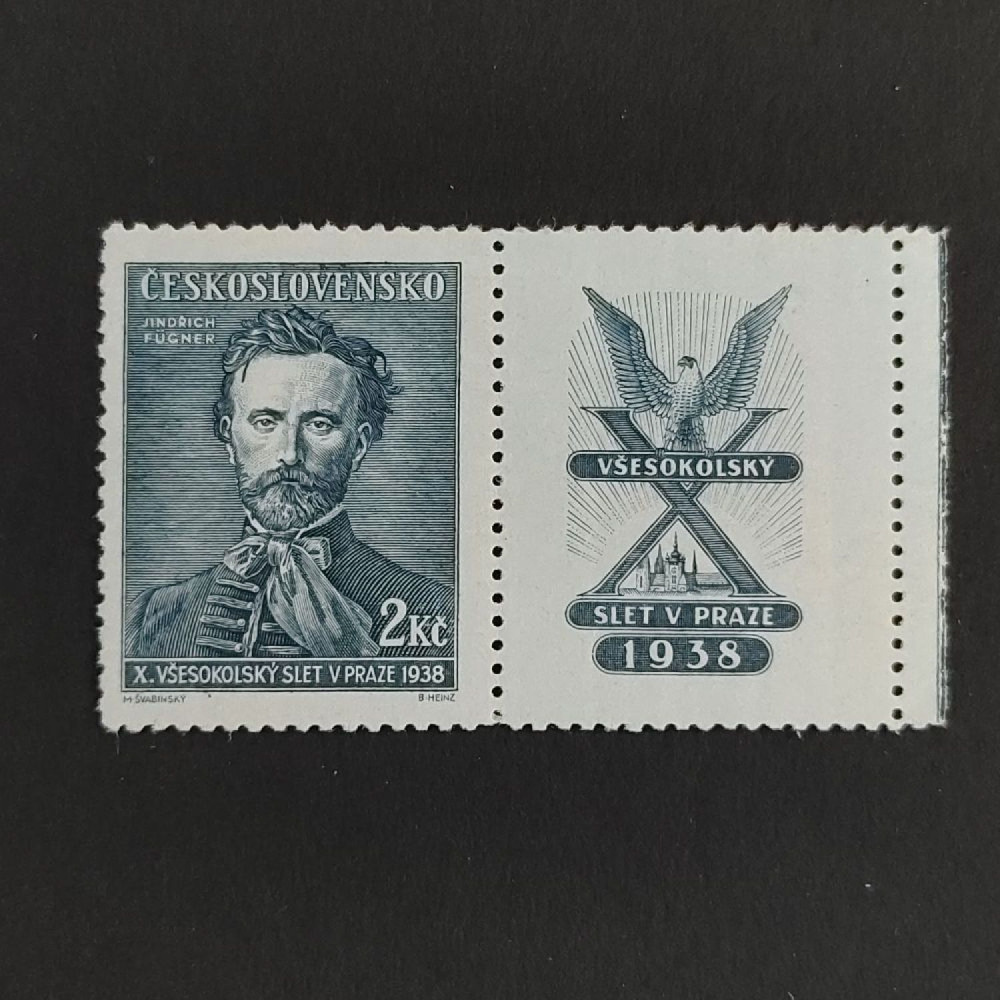 ČESKOSLOVENSKO
JINDŘICH
FÜGNER
2Kč
X. VŠESOKOLSKÝ SLET V PRAZE 1938
M·ŠVABINSKÝ
B·HEINZ
X
VŠESOKOLSKÝ
SLET V PRAZE
1938